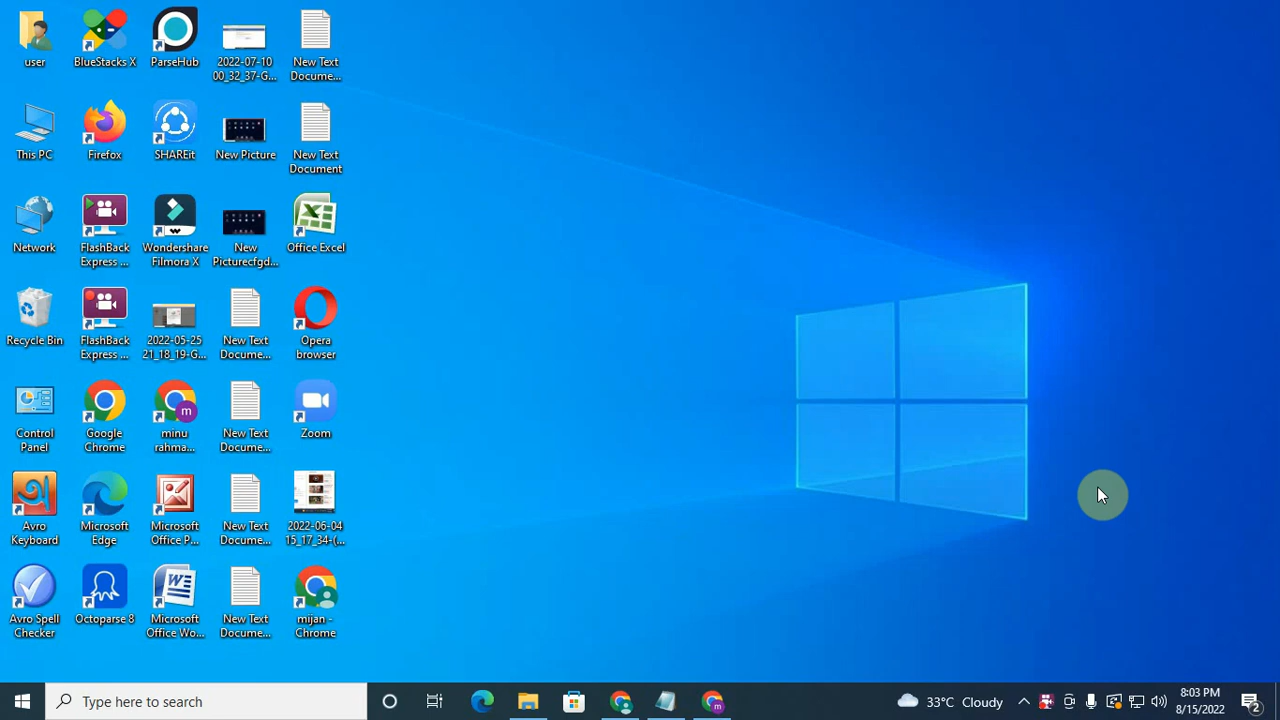 user
BlueStacks X
ParseHub
2022-07-10
00_32_37-G...
New Text
Docume...
This PC
Firefox
SHAREit
New Picture
New Text
Document
Network
FlashBack
Express ...
Wondershare
Filmora X
New
Picturecfgd...
Office Excel
Recycle Bin
FlashBack
Express ...
2022-05-25
21_18_19-G...
New Text
Docume...
Opera
browser
Control
Panel
Google
Chrome
minu
rahma...
New Text
Docume...
Zoom
Avro
Keyboard
Microsoft
Edge
Microsoft
Office P...
New Text
Docume...
2022-06-04
15_17_34-(...
Avro Spell
Checker
Octoparse 8
Microsoft
Office Wo...
New Text
Docume...
mijan -
Chrome
Type here to search
33°C Cloudy
8:03 PM
8/15/2022
2